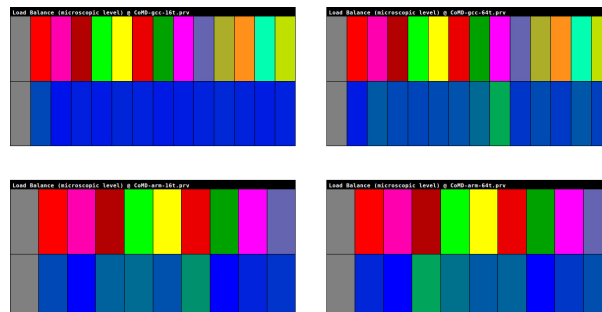 Load Balance (microscopic level) @ CoMD-gcc-16t.prv
Load Balance (microscopic level) @ CoMD-gcc-64t.prv
Load Balance (microscopic level) @ CoMD-arm-16t.prv
Load Balance (microscopic level) @ CoMD-arm-64t.prv